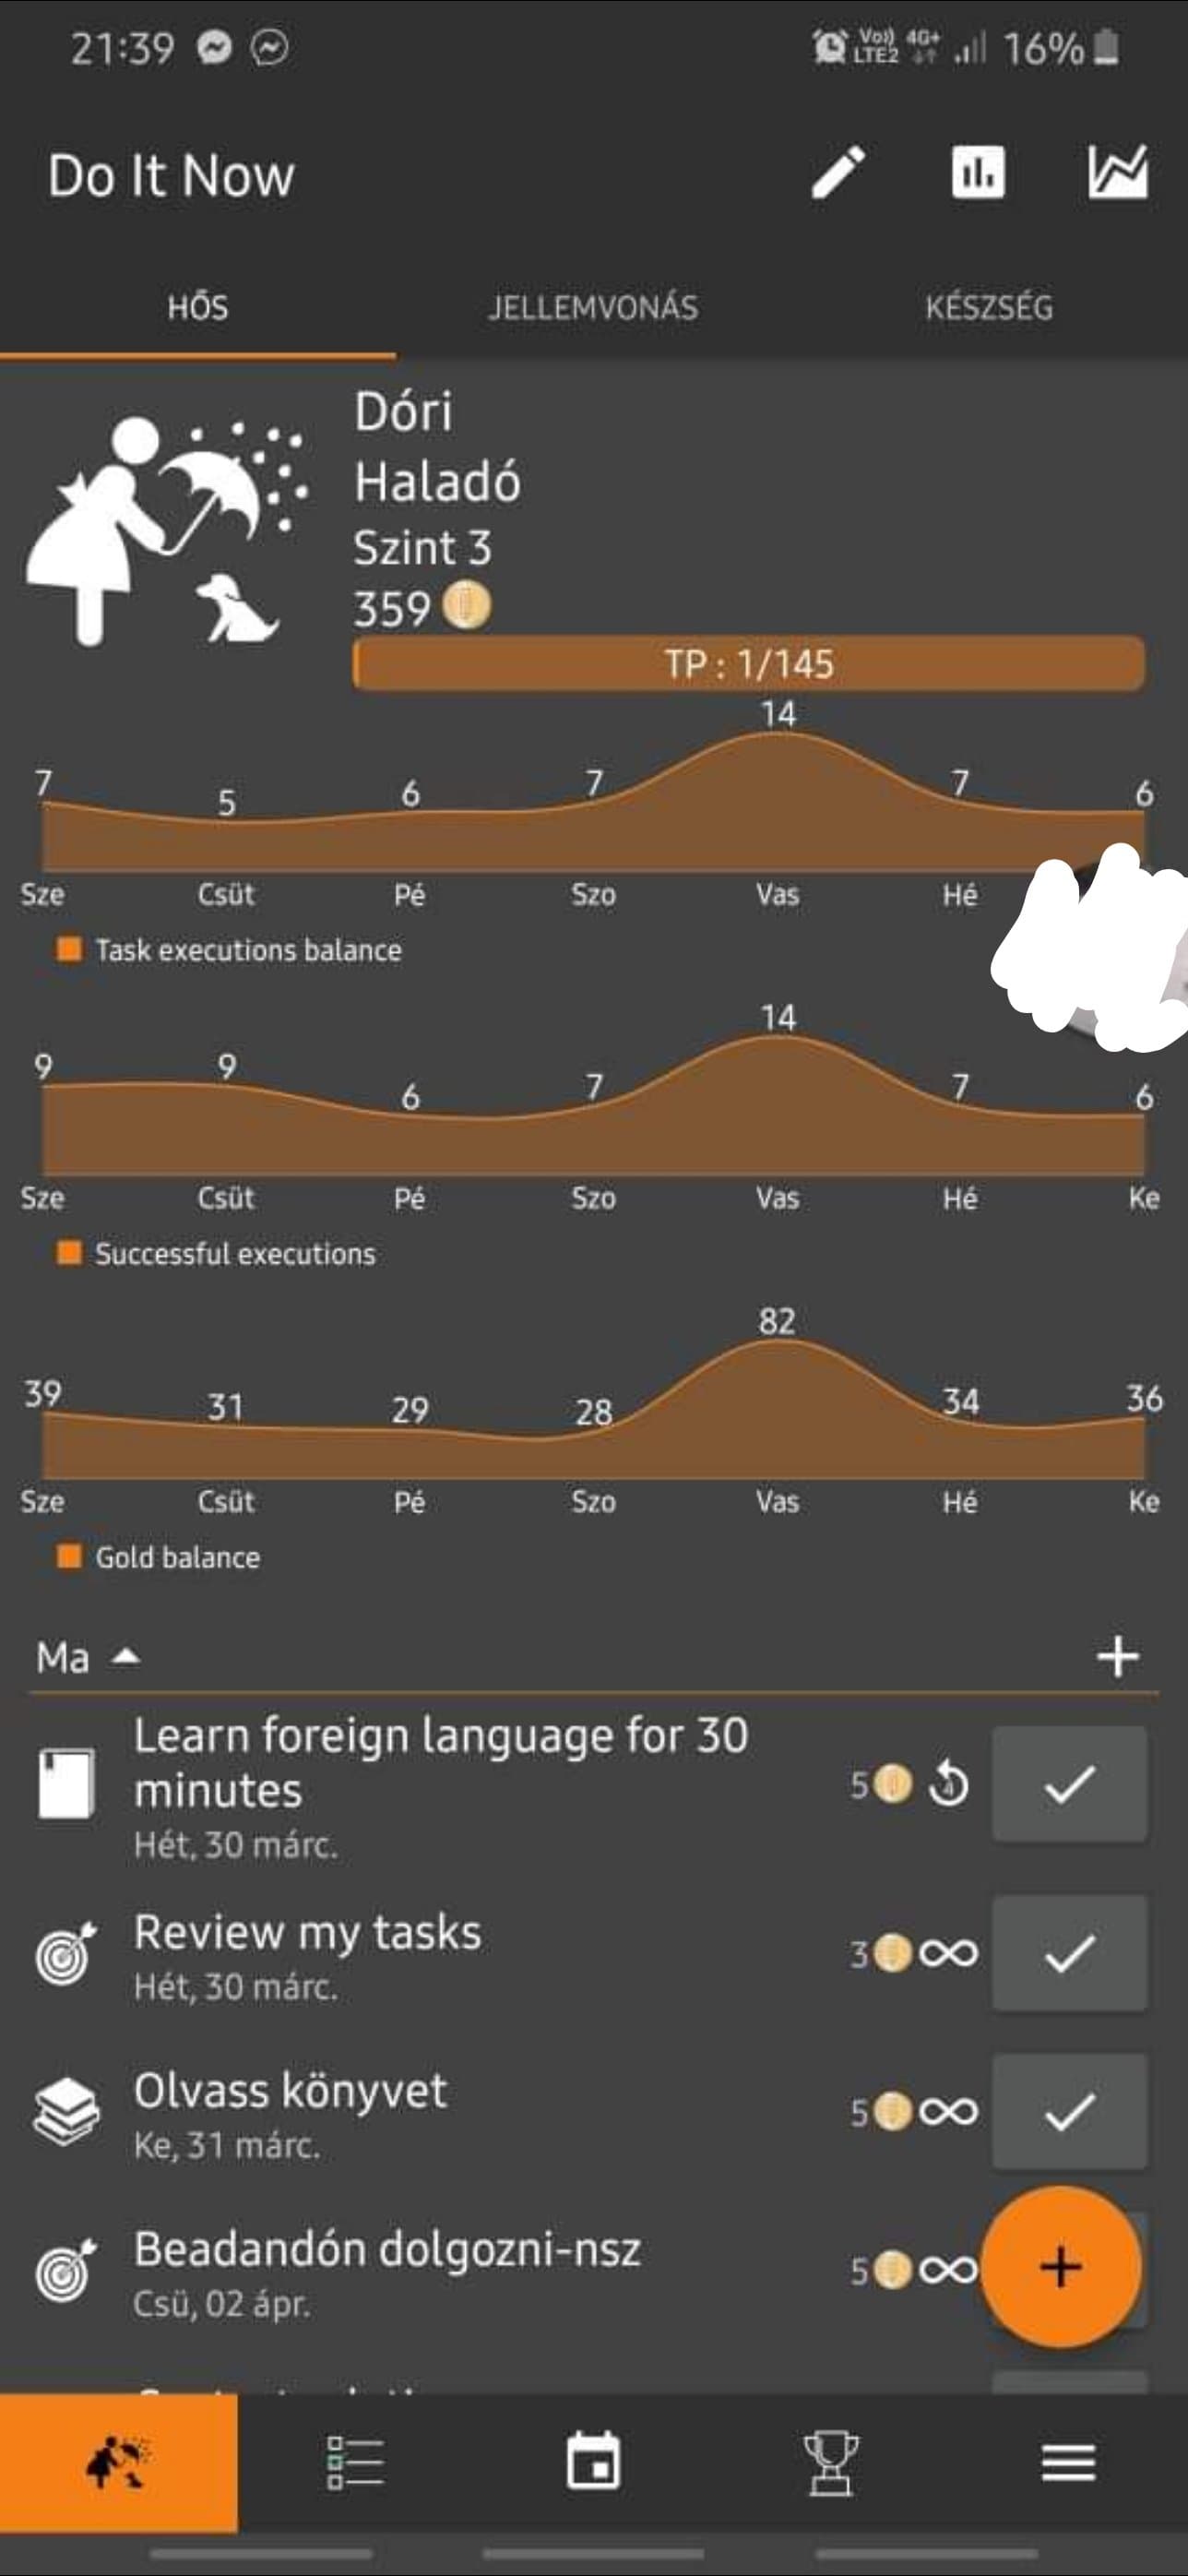 21:39
Vo)) LTE2 4G+ 16%
Do It Now
HŐS JELLEMVONÁS KÉSZSÉG
Dóri
Haladó
Szint 3
359
TP : 1/145
7 5 6 7 14 7 6
Sze Csüt Pé Szo Vas Hé
Task executions balance
9 9 6 7 14 7 6
Sze Csüt Pé Szo Vas Hé Ke
Successful executions
39 31 29 28 82 34 36
Sze Csüt Pé Szo Vas Hé Ke
Gold balance
Ma
Learn foreign language for 30
minutes
Hét, 30 márc.
5 4
Review my tasks
Hét, 30 márc.
3
Olvass könyvet
Ke, 31 márc.
5
Beadandón dolgozni-nsz
Csü, 02 ápr.
5